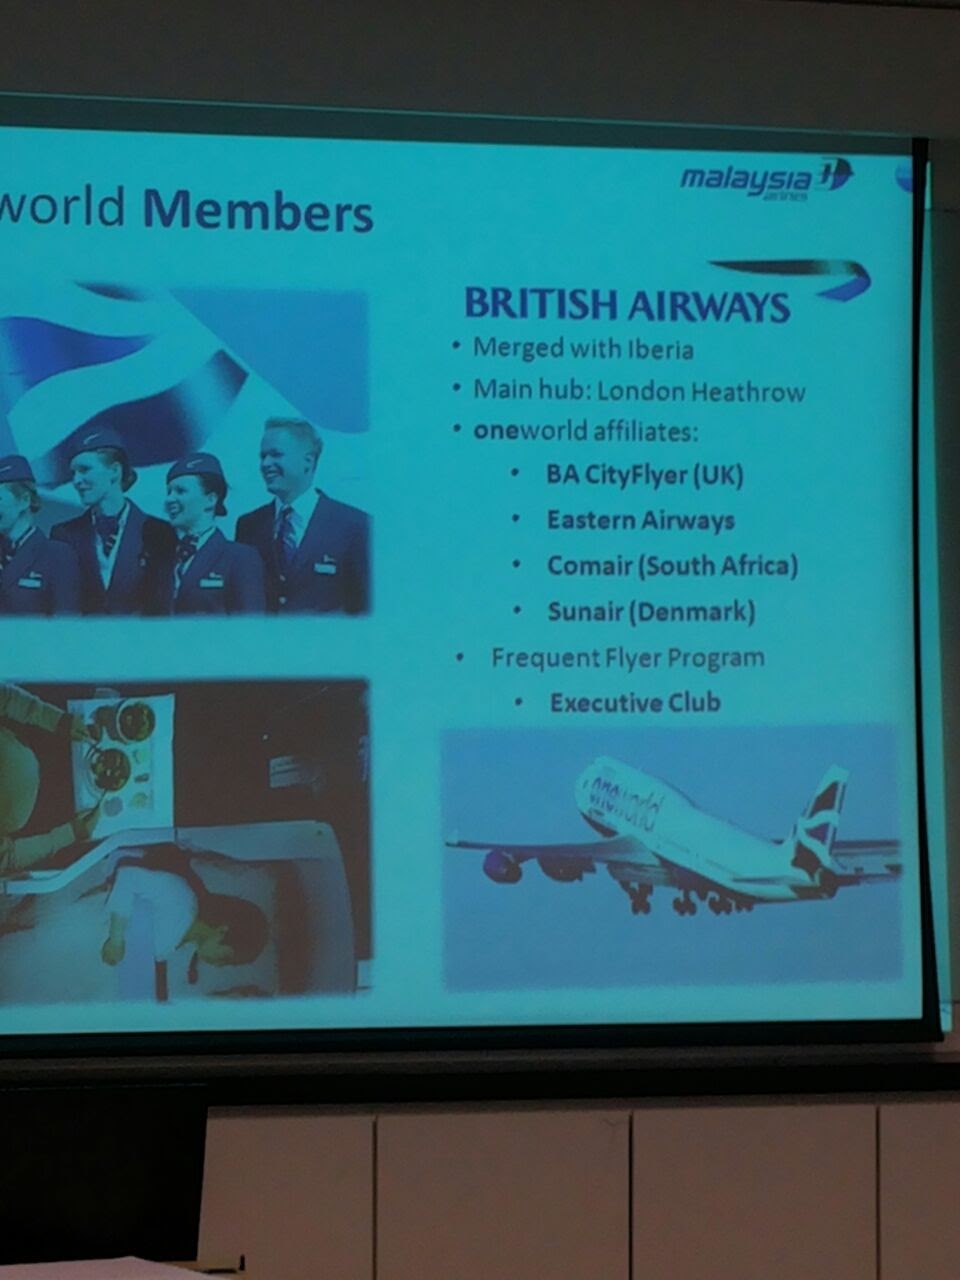 world Members
malaysia
airlines
BRITISH AIRWAYS
• Merged with Iberia
• Main hub: London Heathrow
• oneworld affiliates:
• BA CityFlyer (UK)
• Eastern Airways
• Comair (South Africa)
• Sunair (Denmark)
• Frequent Flyer Program
• Executive Club
oneworld